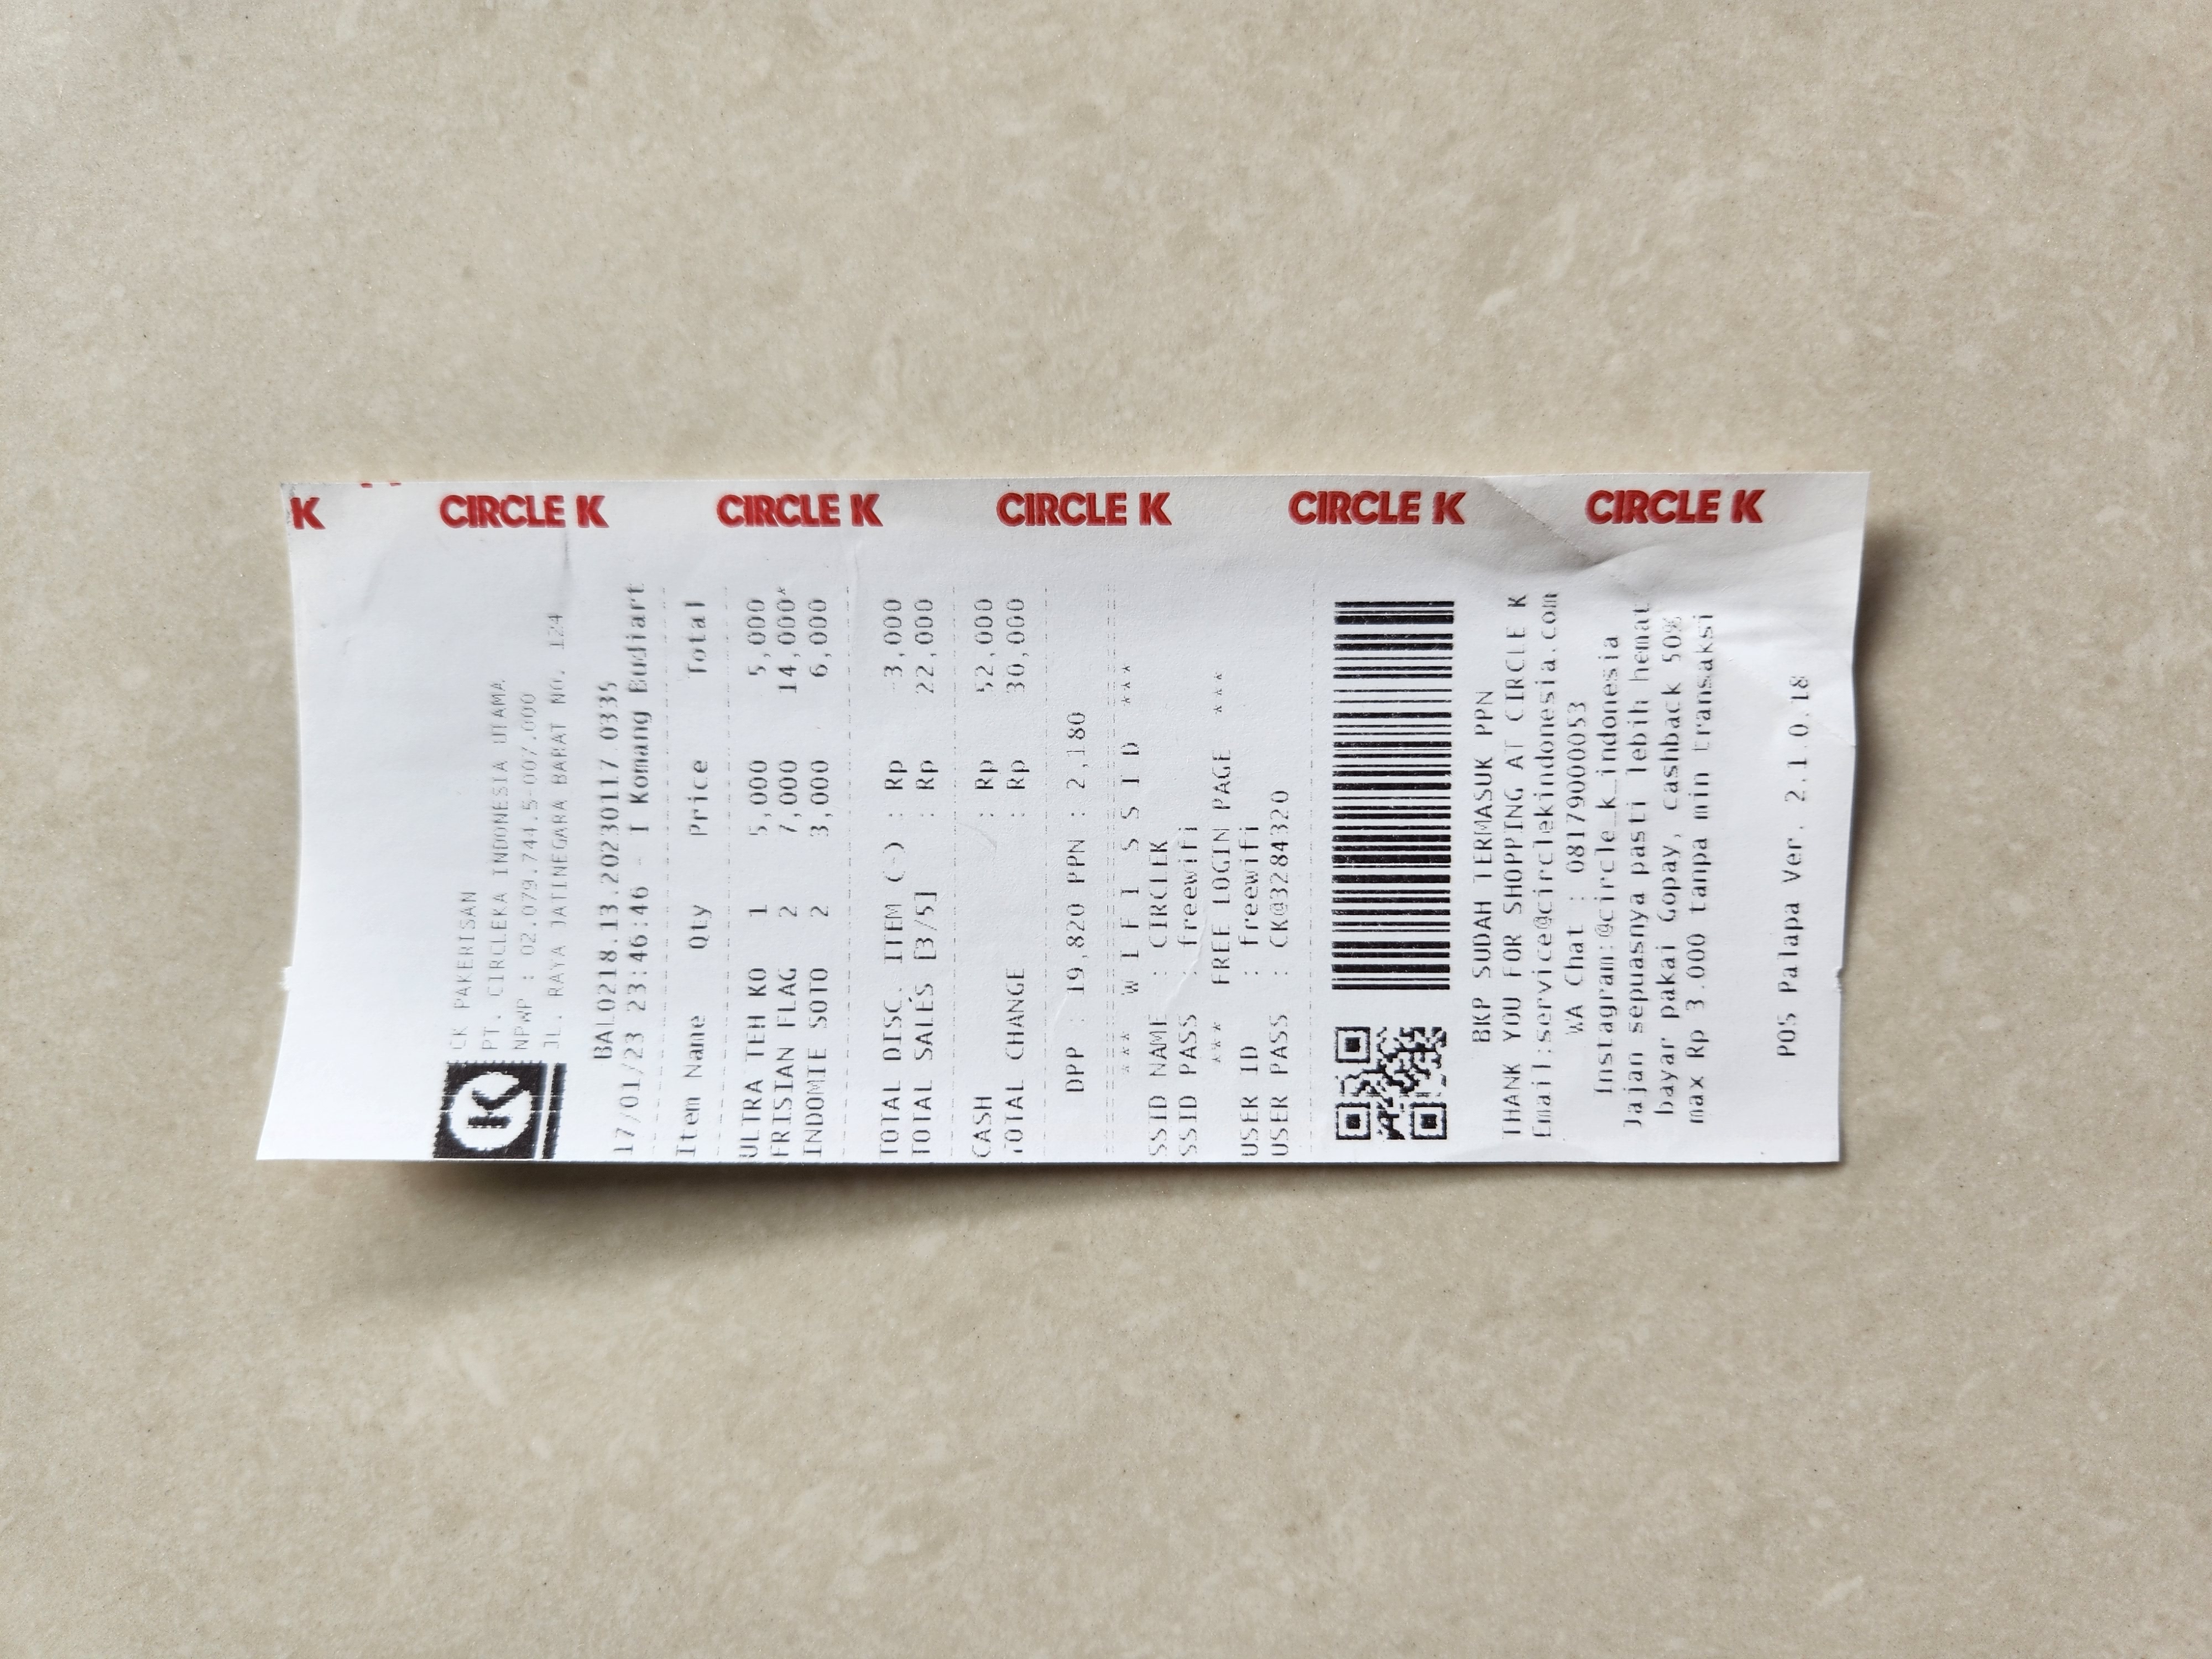 K
CK PAKERISAN
PT. CIRCLEKA INDONESIA UTAMA
NPWP : 02.079.744.5-007.000
JL. RAYA JATINEGARA BARAT NO. 124
BAL0218.13.20230117.0335
17/01/23 23:46:46 - I Komang Budiart
Item Name Qty Price Total
ULTRA TEH KO 1 5,000 5,000
FRISIAN FLAG 2 7,000 14,000*
INDOMIE SOTO 2 3,000 6,000
TOTAL DISC. ITEM (-) : Rp -3,000
TOTAL SALES [3/5] : Rp 22,000
CASH : Rp 52,000
TOTAL CHANGE : Rp 30,000
DPP : 19,820 PPN : 2,180
*** W I F I S S I D ***
SSID NAME : CIRCLEK
SSID PASS : freewifi
*** FREE LOGIN PAGE ***
USER ID : freewifi
USER PASS : CK@3284320
BKP SUDAH TERMASUK PPN
THANK YOU FOR SHOPPING AT CIRCLE K
Email:service@circlekindonesia.com
WA Chat : 08179000053
Instagram:@circle_k_indonesia
Jajan sepuasnya pasti lebih hemat
bayar pakai Gopay, cashback 50%
max Rp 3.000 tanpa min transaksi
POS Palapa Ver. 2.1.0.18
K
CIRCLE K
CIRCLE K
CIRCLE K
CIRCLE K
CIRCLE K